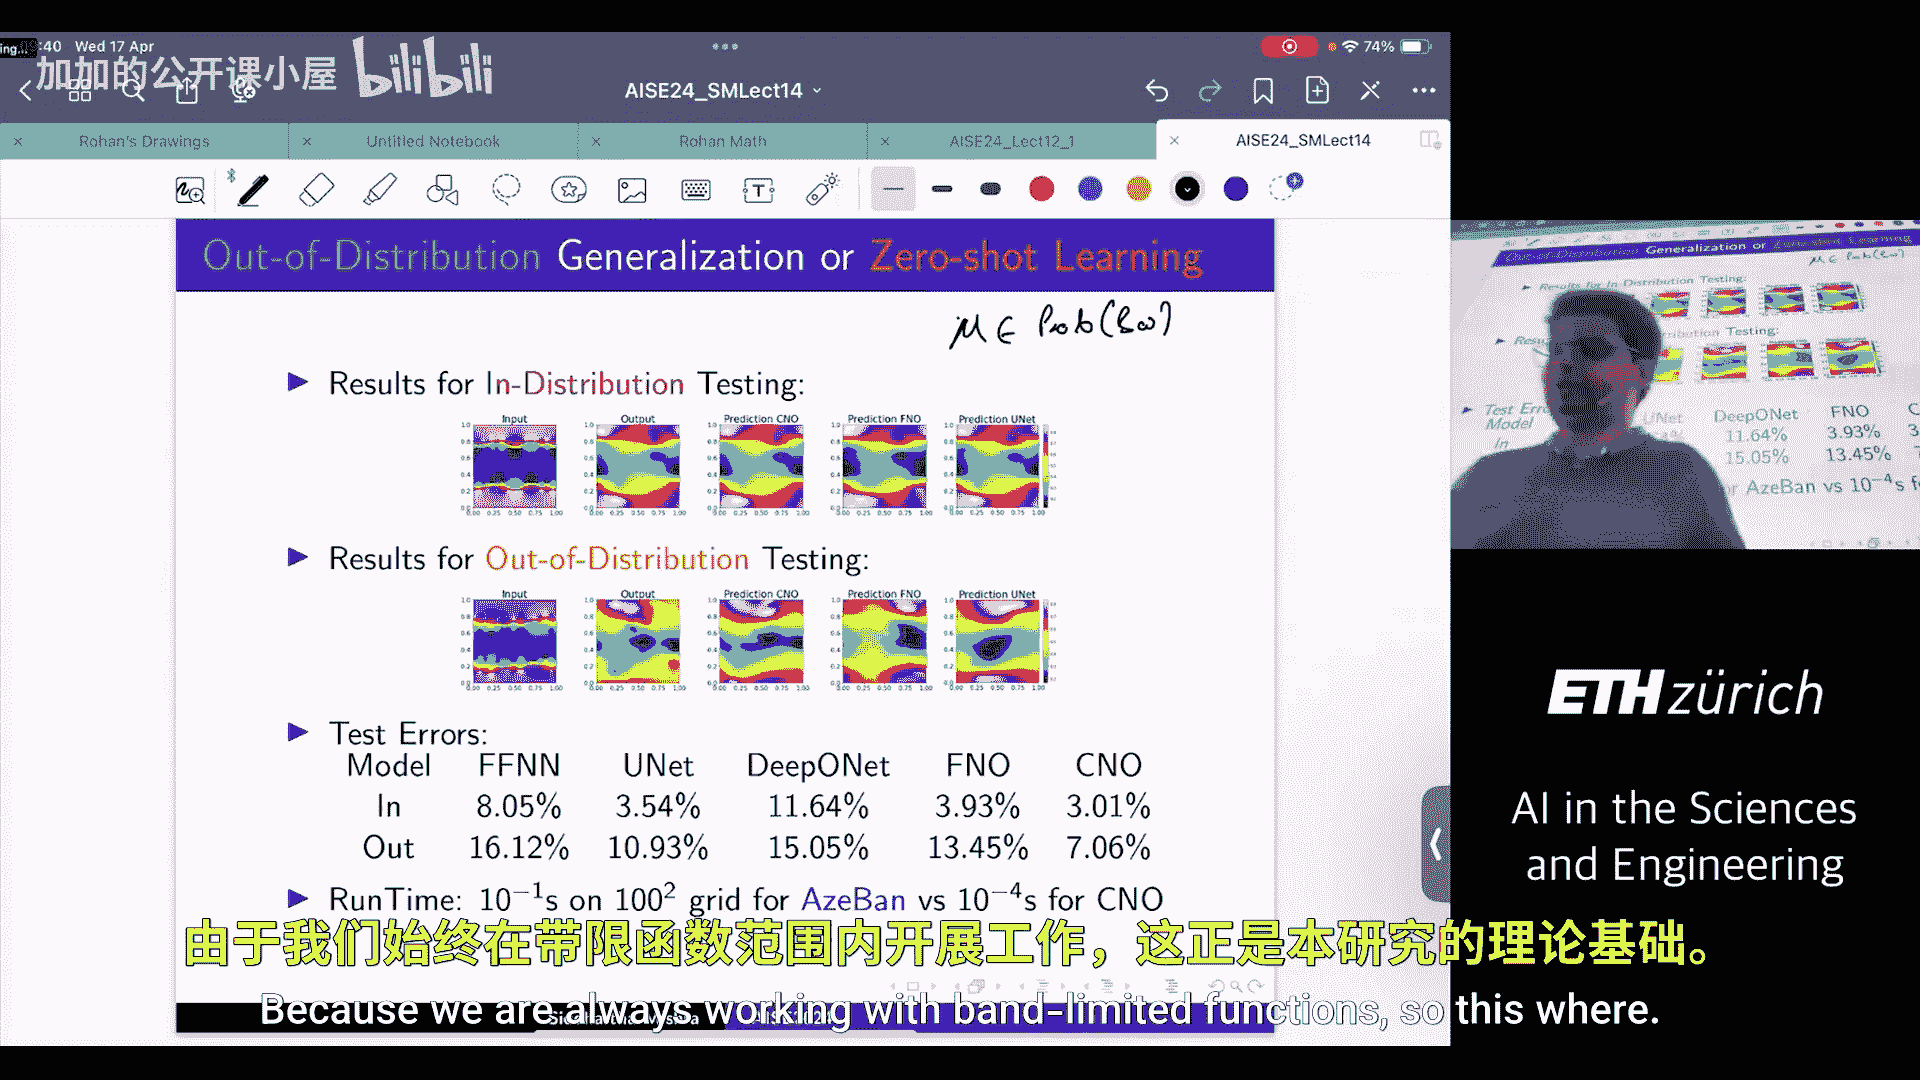 :40 Wed 17 Apr
74%
加加的公开课小屋 bilibili
AISE24_SMLect14
Rohan's Drawings
Untitled Notebook
Rohan Math
AISE24_Lect12_1
AISE24_SMLect14
Out-of-Distribution Generalization or Zero-shot Learning
μ ∈ Prob(B_ω)
Results for In-Distribution Testing:
Input Output Prediction CNO Prediction FNO Prediction UNet
Results for Out-of-Distribution Testing:
Input Output Prediction CNO Prediction FNO Prediction UNet
Test Errors:
Model FFNN UNet DeepONet FNO CNO
In 8.05% 3.54% 11.64% 3.93% 3.01%
Out 16.12% 10.93% 15.05% 13.45% 7.06%
RunTime: 10⁻¹s on 100² grid for AzeBan vs 10⁻⁴s for CNO
由于我们始终在带限函数范围内开展工作，这正是本研究的理论基础。
Because we are always working with band-limited functions, so this where.
ETH zürich
AI in the Sciences
and Engineering